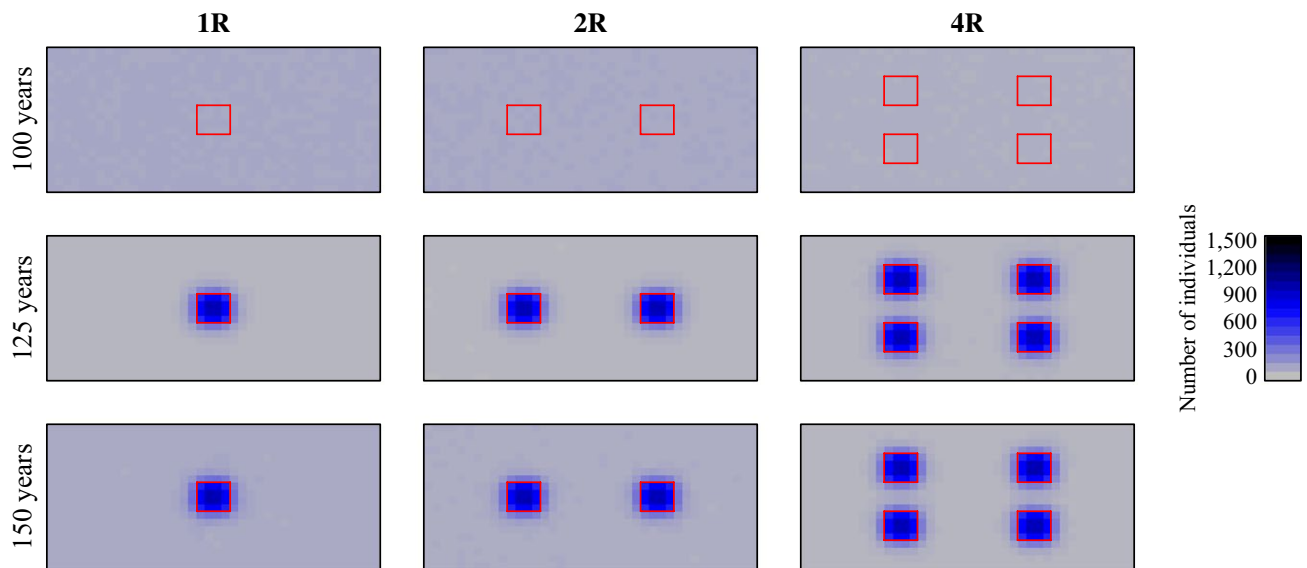 1R
2R
4R
100 years
125 years
150 years
Number of individuals
1,500
1,200
900
600
300
0